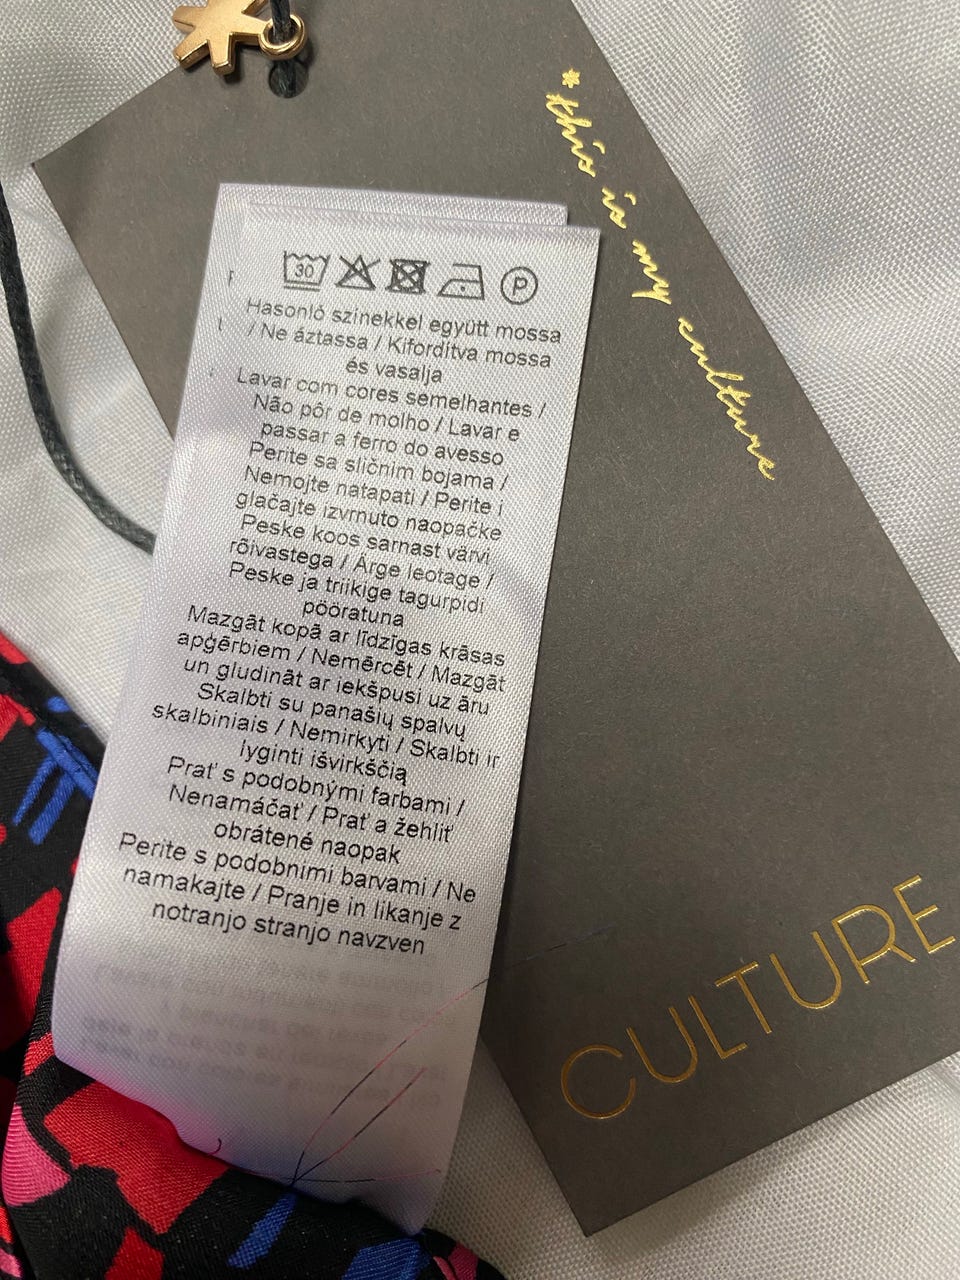 *this is my culture
30 P
Hasonló szinekkel együtt mossa
/ Ne áztassa / Kifordítva mossa
és vasalja
Lavar com cores semelhantes /
Não pôr de molho / Lavar e
passar a ferro do avesso
Perite sa sličnim bojama /
Nemojte natapati / Perite i
glačajte izvrnuto naopačke
Peske koos sarnast värvi
rõivastega / Ärge leotage /
Peske ja triikige tagurpidi
pööratuna
Mazgāt kopā ar līdzīgas krāsas
apģērbiem / Nemērcēt / Mazgāt
un gludināt ar iekšpusi uz āru
Skalbti su panašių spalvų
skalbiniais / Nemirkyti / Skalbti ir
lyginti išvirkščią
Prať s podobnými farbami /
Nenamáčať / Prať a žehliť
obrátené naopak
Perite s podobnimi barvami / Ne
namakajte / Pranje in likanje z
notranjo stranjo navzven
CULTURE